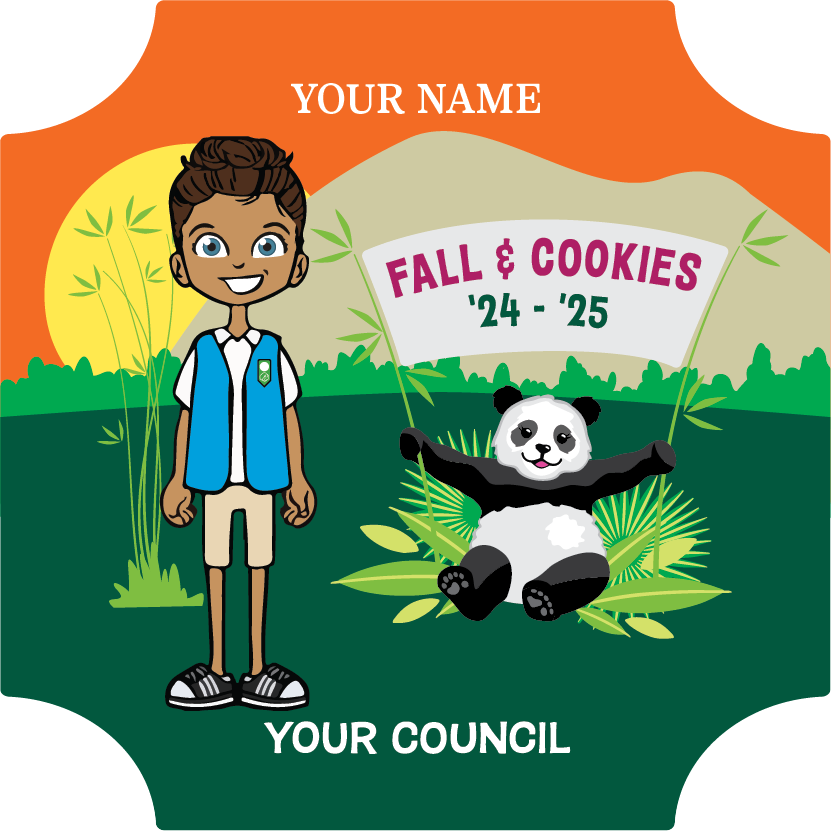 YOUR NAME
FALL & COOKIES
'24 - '25
YOUR COUNCIL